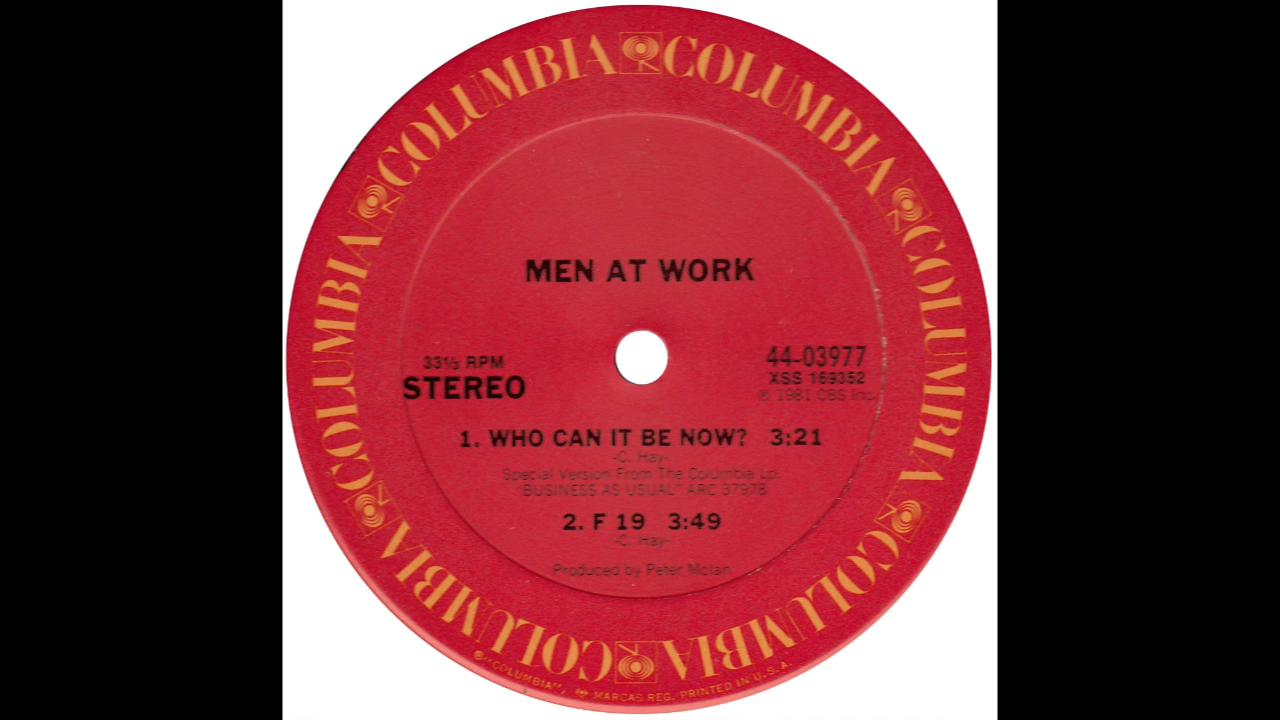 COLUMBIA COLUMBIA COLUMBIA COLUMBIA COLUMBIA COLUMBIA COLUMBIA COLUMBIA
MEN AT WORK
33⅓ RPM
STEREO
44-03977
XSS 169352
℗ 1981 CBS Inc.
1. WHO CAN IT BE NOW? 3:21
-C. Hay-
Special Version From The Columbia Lp:
"BUSINESS AS USUAL" ARC 37978
2. F 19 3:49
-C. Hay-
Produced by Peter McIan
®"COLUMBIA", MARCAS REG. PRINTED IN U.S.A.